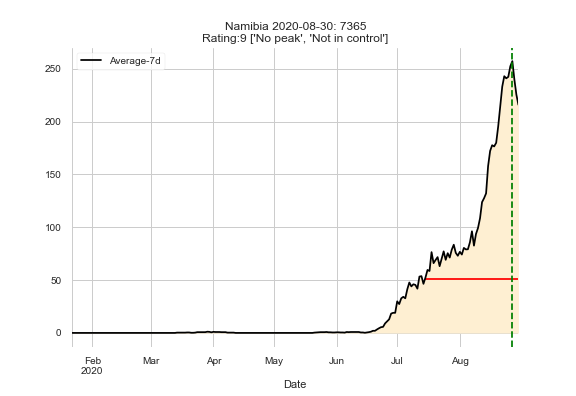 Namibia 2020-08-30: 7365
Rating:9 ['No peak', 'Not in control']
Average-7d
250
200
150
100
50
0
Feb Mar Apr May Jun Jul Aug
2020
Date